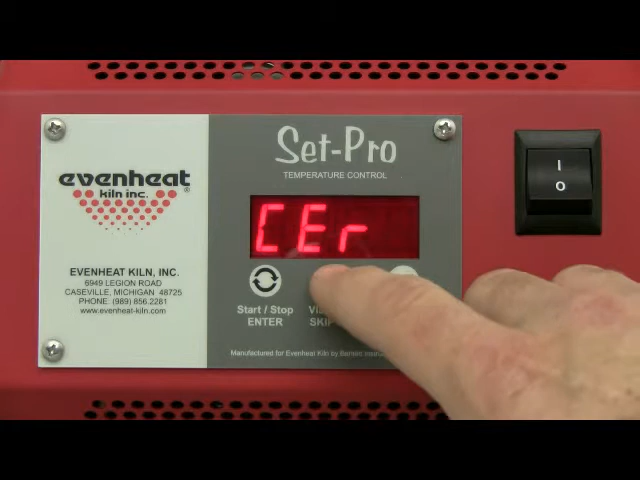 Set-Pro
TEMPERATURE CONTROL
evenheat®
kiln inc.
CEr
EVENHEAT KILN, INC.
6949 LEGION ROAD
CASEVILLE, MICHIGAN 48725
PHONE: (989) 856.2281
www.evenheat-kiln.com
Start / Stop
ENTER
SKIP
Manufactured for Evenheat Kiln by
I
O